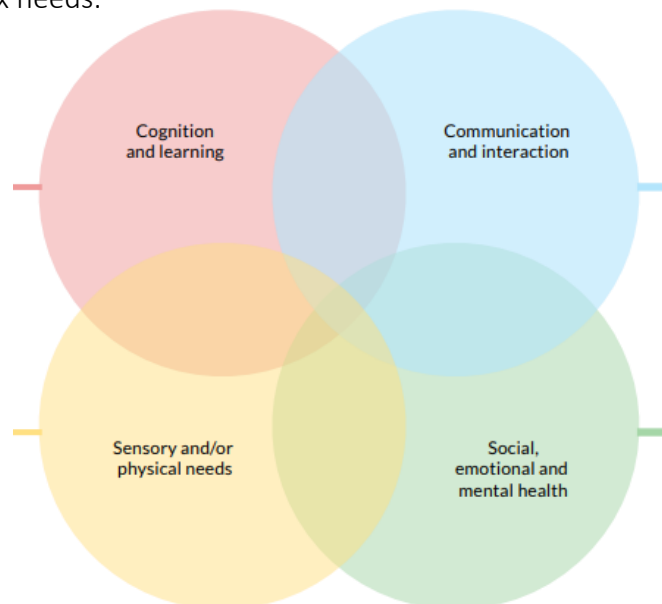 x needs.
Cognition
and learning
Communication
and interaction
Sensory and/or
physical needs
Social,
emotional and
mental health